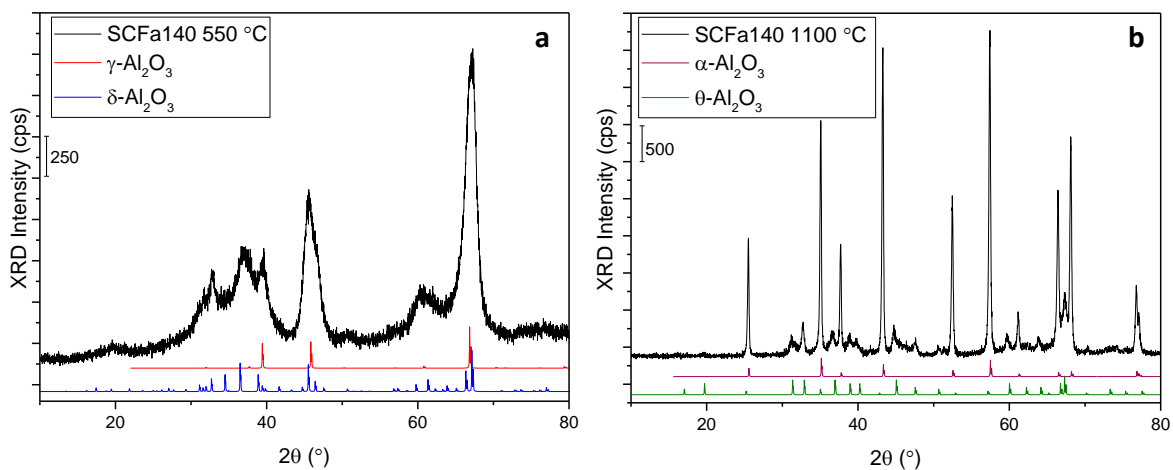 SCFa140 550 °C
γ-Al₂O₃
δ-Al₂O₃
a
250
XRD Intensity (cps)
40 60 80
2θ (°)
SCFa140 1100 °C
α-Al₂O₃
θ-Al₂O₃
b
500
XRD Intensity (cps)
20 40 60 80
2θ (°)